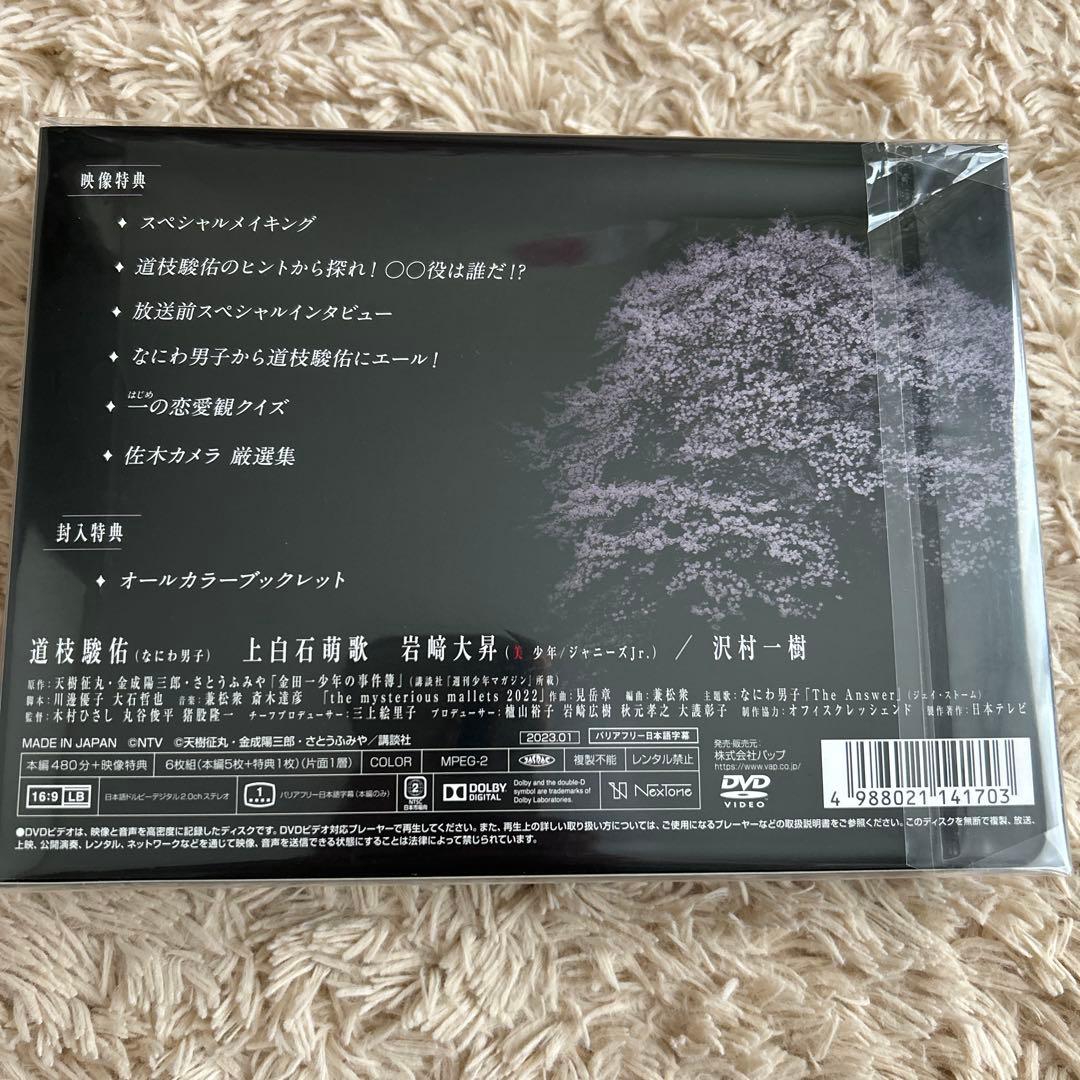 映像特典
スペシャルメイキング
道枝駿佑のヒントから探れ! 〇〇役は誰だ!?
放送前スペシャルインタビュー
なにわ男子から道枝駿佑にエール!
はじめ
一の恋愛観クイズ
佐木カメラ 厳選集
封入特典
オールカラーブックレット
道枝駿佑(なにわ男子) 上白石萌歌 岩﨑大昇(美 少年/ジャニーズJr.) / 沢村一樹
原作:天樹征丸・金成陽三郎・さとうふみや「金田一少年の事件簿」(講談社「週刊少年マガジン」所載)
脚本:川邊優子 大石哲也 音楽:兼松衆 斎木達彦 「the mysterious mallets 2022」作曲:見岳章 編曲:兼松衆 主題歌:なにわ男子「The Answer」(ジェイ・ストーム)
監督:木村ひさし 丸谷俊平 猪股隆一 チーフプロデューサー:三上絵里子 プロデューサー:櫨山裕子 岩崎広樹 秋元孝之 大護彰子 制作協力:オフィスクレッシェンド 製作著作:日本テレビ
MADE IN JAPAN ©NTV ©天樹征丸・金成陽三郎・さとうふみや/講談社 2023.01 バリアフリー日本語字幕
本編480分+映像特典 6枚組(本編5枚+特典1枚)(片面1層) COLOR MPEG-2 複製不能 レンタル禁止
16:9 LB 日本語ドルビーデジタル2.0chステレオ 1 バリアフリー日本語字幕(本編のみ) 2 NTSC 日本市場向 DOLBY DIGITAL Dolby and the double-D symbol are trademarks of Dolby Laboratories. NexTone
発売・販売元:
株式会社バップ
https://www.vap.co.jp/
DVD VIDEO
4 988021 141703
●DVDビデオは、映像と音声を高密度に記録したディスクです。DVDビデオ対応プレーヤーで再生してください。また、再生上の詳しい取り扱い方については、ご使用になるプレーヤーなどの取扱説明書をご参照ください。このディスクを無断で複製、放送、
上映、公開演奏、レンタル、ネットワークなどを通じて映像、音声を送信できる状態にすることは法律によって禁じられています。